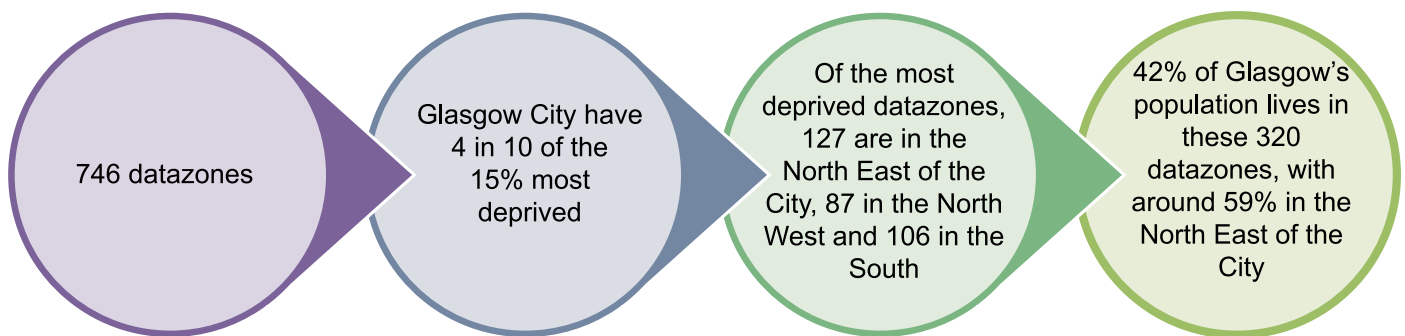 746 datazones
Glasgow City have
4 in 10 of the
15% most
deprived
Of the most
deprived datazones,
127 are in the
North East of the
City, 87 in the North
West and 106 in the
South
42% of Glasgow’s
population lives in
these 320
datazones, with
around 59% in the
North East of the
City